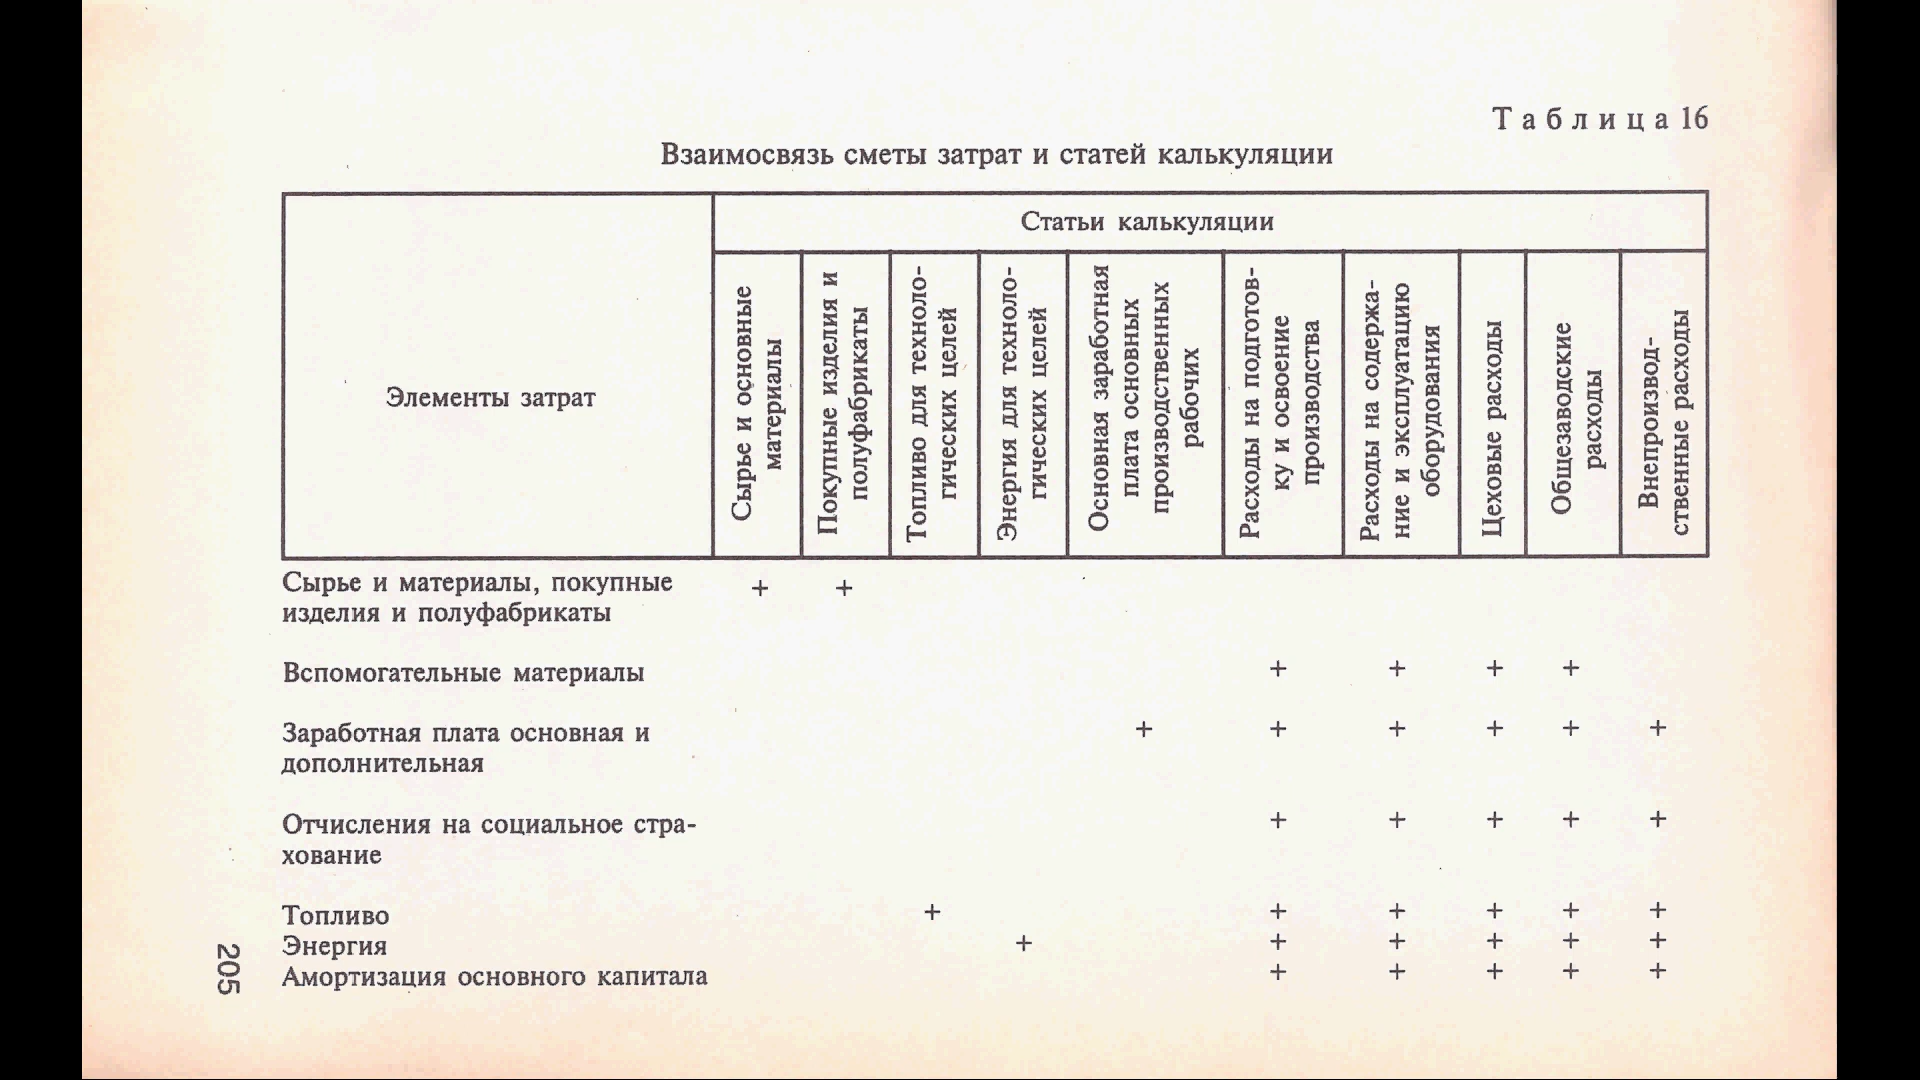 Таблица 16
Взаимосвязь сметы затрат и статей калькуляции
Элементы затрат
Статьи калькуляции
Сырье и основные
материалы
Покупные изделия и
полуфабрикаты
Топливо для техноло-
гических целей
Энергия для техноло-
гических целей
Основная заработная
плата основных
производственных
рабочих
Расходы на подготов-
ку и освоение
производства
Расходы на содержа-
ние и эксплуатацию
оборудования
Цеховые расходы
Общезаводские
расходы
Внепроизвод-
ственные расходы
Сырье и материалы, покупные + +
изделия и полуфабрикаты
Вспомогательные материалы + + + +
Заработная плата основная и + + + + + +
дополнительная
Отчисления на социальное стра- + + + + +
хование
Топливо + + + + + +
Энергия + + + + + +
Амортизация основного капитала + + + + +
205